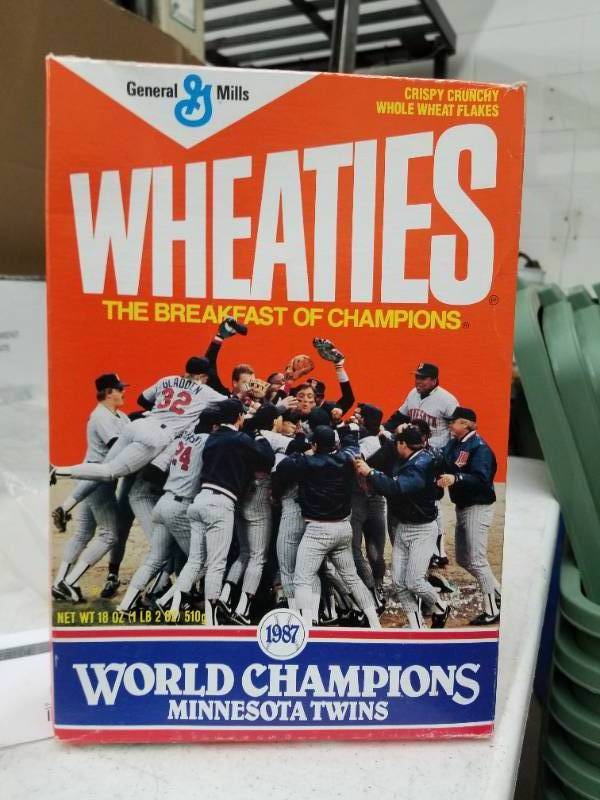 General Mills
CRISPY CRUNCHY
WHOLE WHEAT FLAKES
WHEATIES
THE BREAKFAST OF CHAMPIONS®
GLADDEN
32
24
NET WT 18 OZ (1 LB 2 OZ) 510g
1987
WORLD CHAMPIONS
MINNESOTA TWINS